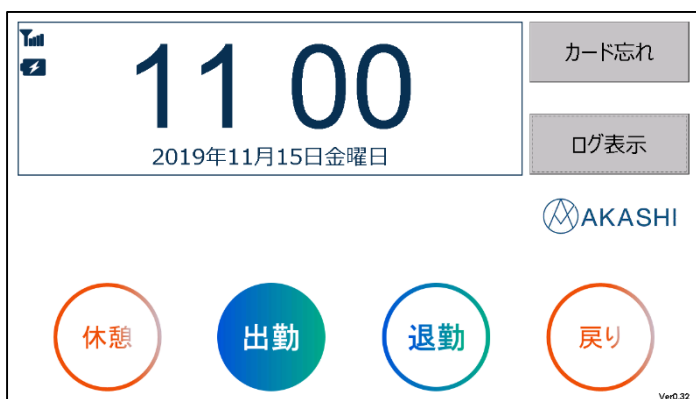 11 00
2019年11月15日金曜日
カード忘れ
ログ表示
AKASHI
休憩
出勤
退勤
戻り
Ver0.32